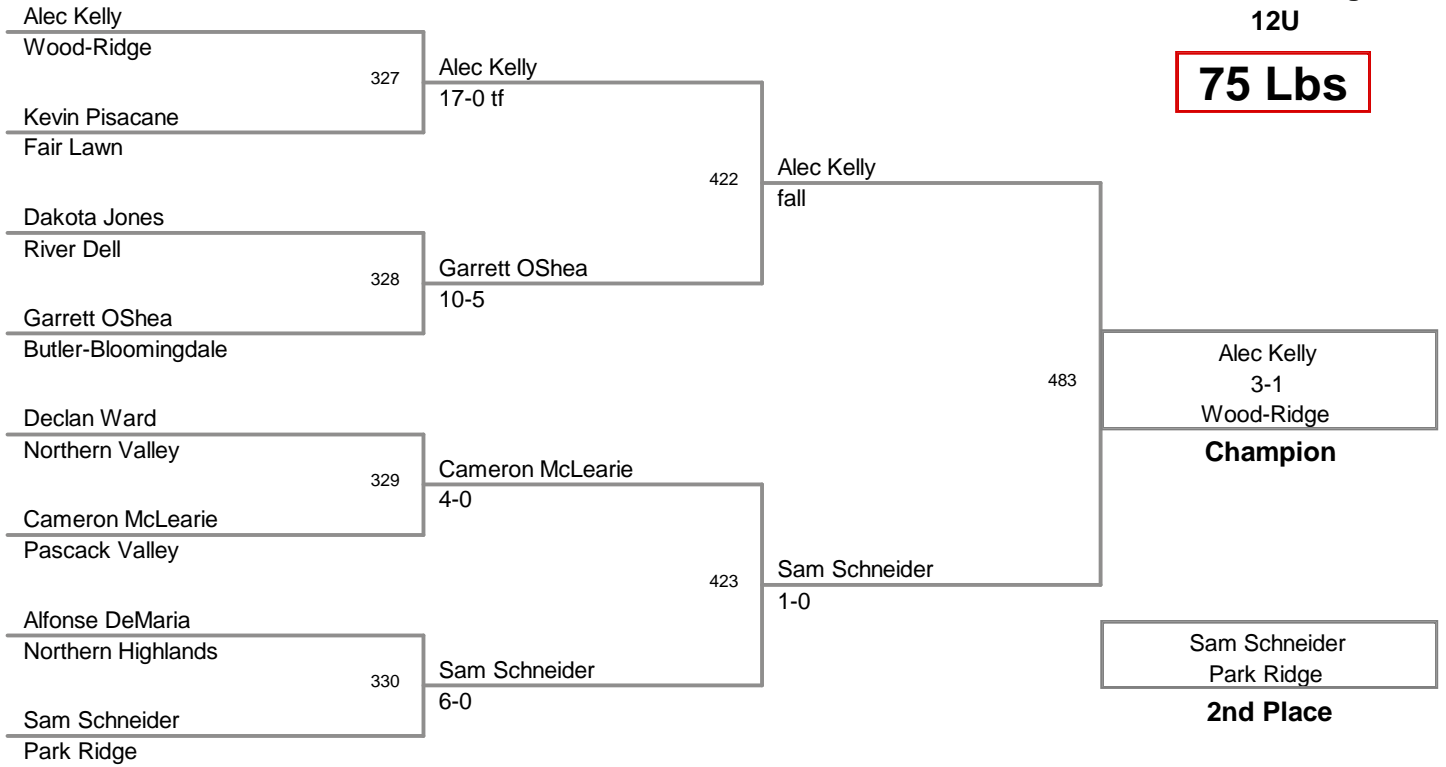 12U
75 Lbs
Alec Kelly
Wood-Ridge
327
Kevin Pisacane
Fair Lawn
Alec Kelly
17-0 tf
Dakota Jones
River Dell
328
Garrett OShea
Butler-Bloomingdale
Garrett OShea
10-5
422
Alec Kelly
fall
Declan Ward
Northern Valley
329
Cameron McLearie
Pascack Valley
Cameron McLearie
4-0
Alfonse DeMaria
Northern Highlands
330
Sam Schneider
Park Ridge
Sam Schneider
6-0
423
Sam Schneider
1-0
483
Alec Kelly
3-1
Wood-Ridge
Champion
Sam Schneider
Park Ridge
2nd Place